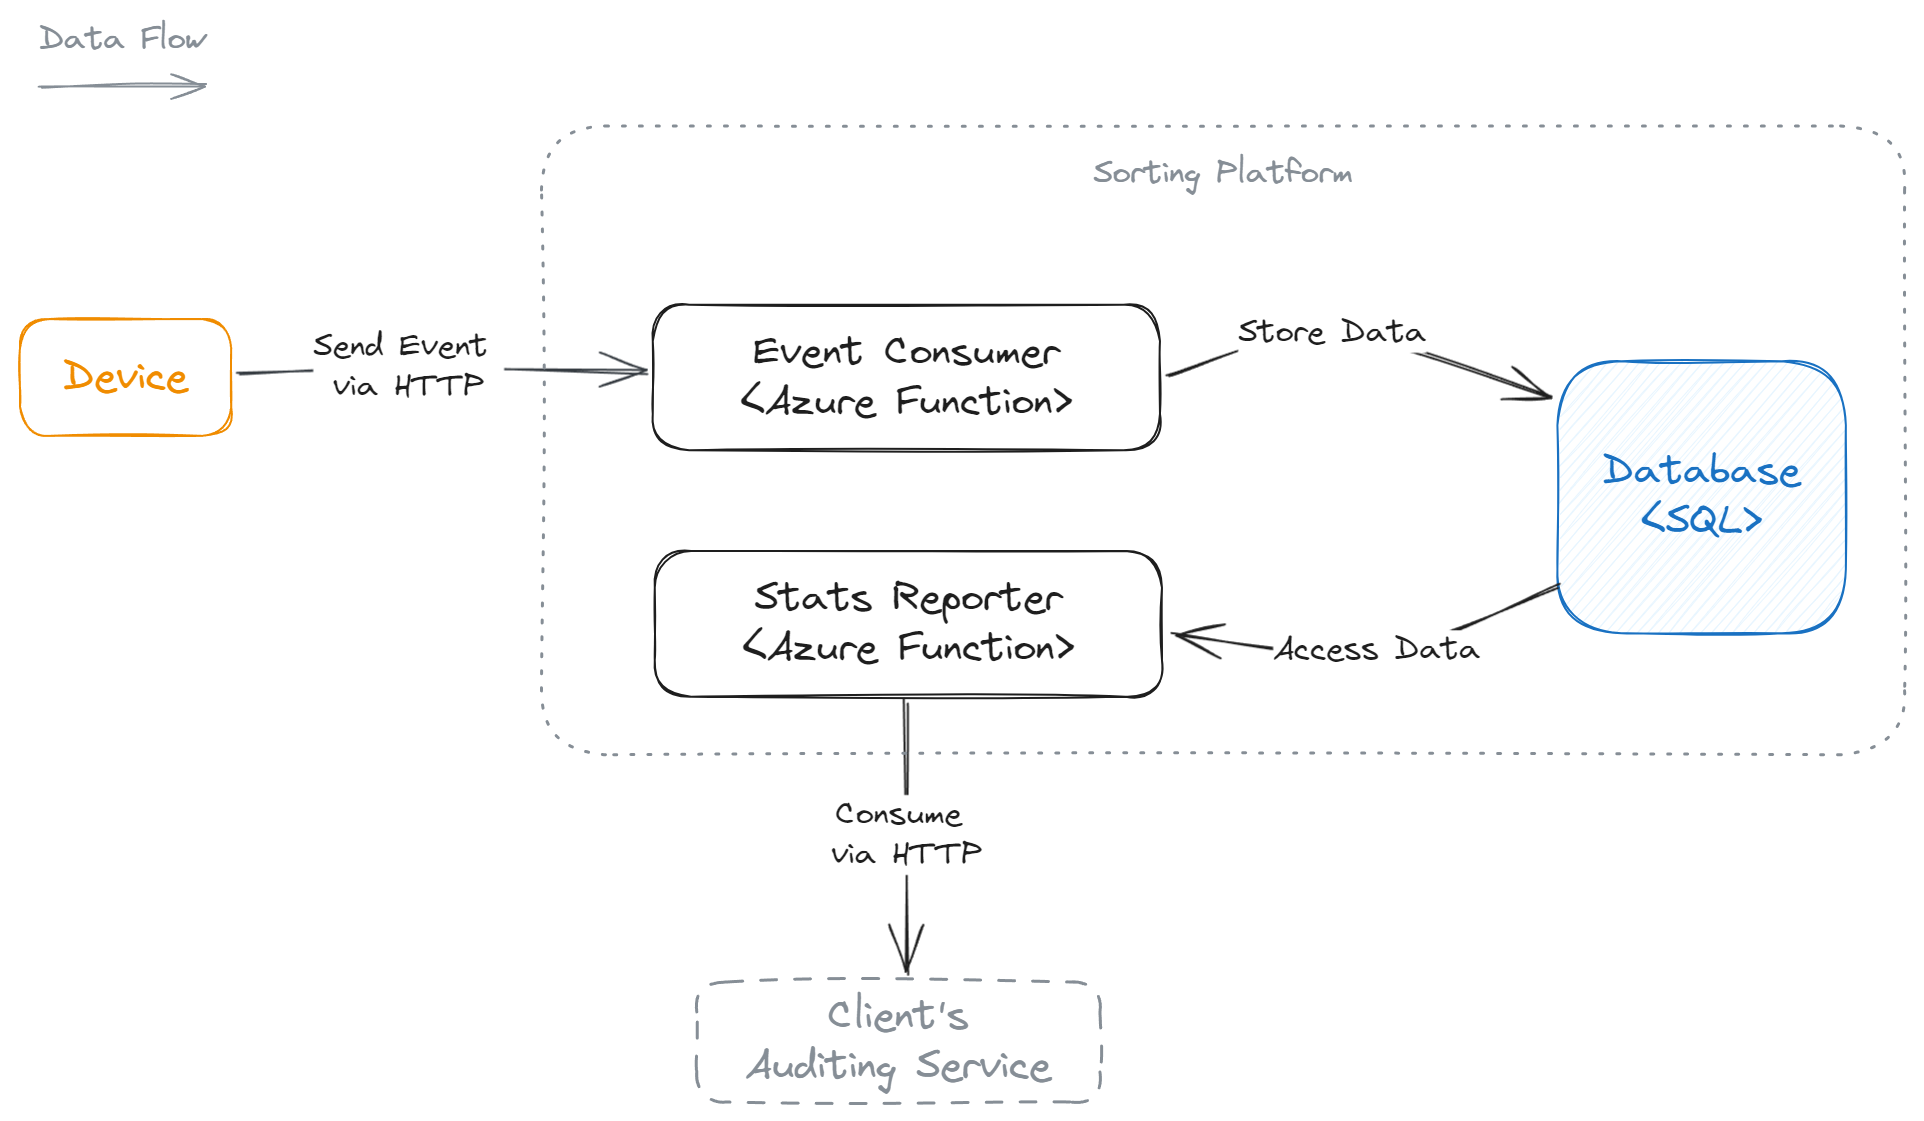 Data Flow
Sorting Platform
Device
Send Event
via HTTP
Event Consumer
<Azure Function>
Store Data
Database
<SQL>
Stats Reporter
<Azure Function>
Access Data
Consume
via HTTP
Client's
Auditing Service